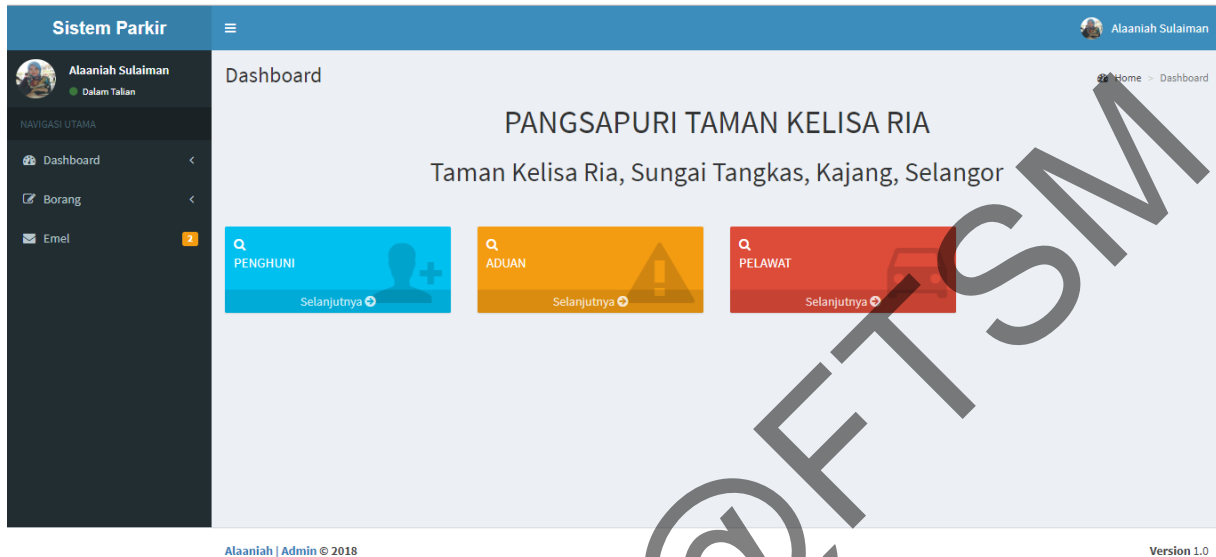 Sistem Parkir
Alaaniah Sulaiman
Alaaniah Sulaiman
Dalam Talian
Dashboard
Home > Dashboard
NAVIGASI UTAMA
Dashboard
Borang
Emel 2
PANGSAPURI TAMAN KELISA RIA
Taman Kelisa Ria, Sungai Tangkas, Kajang, Selangor
PENGHUNI
Selanjutnya
ADUAN
Selanjutnya
PELAWAT
Selanjutnya
Alaaniah | Admin © 2018
Version 1.0
@FTSM